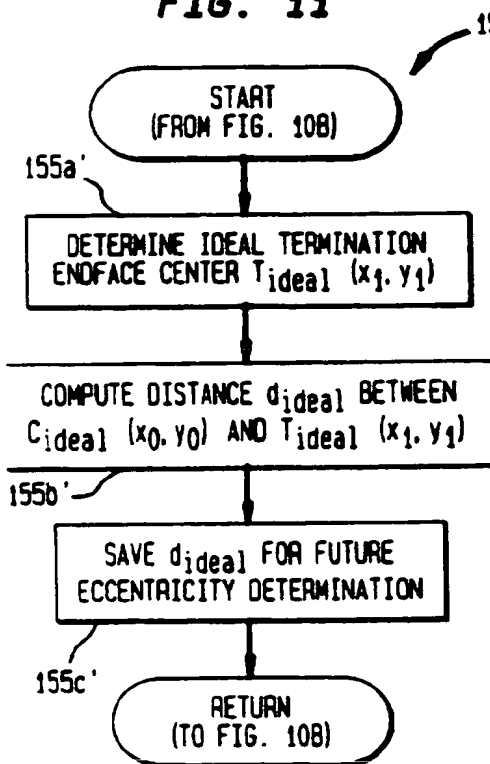 FIG. 11
START
(FROM FIG. 10B)
155a'
DETERMINE IDEAL TERMINATION
ENDFACE CENTER Tideal (x1, y1)
COMPUTE DISTANCE dideal BETWEEN
Cideal (x0, y0) AND Tideal (x1, y1)
155b'
SAVE dideal FOR FUTURE
ECCENTRICITY DETERMINATION
155c'
RETURN
(TO FIG. 10B)